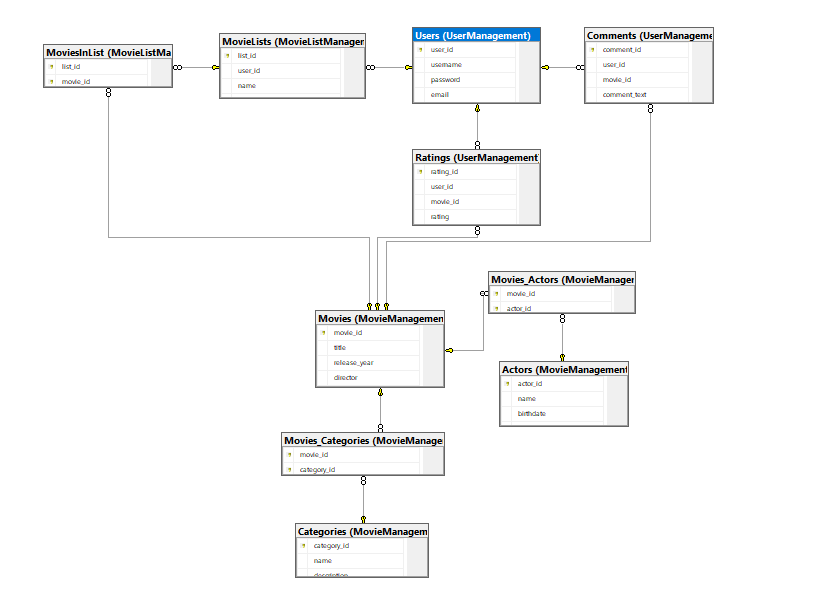 MoviesInList (MovieListMa
list_id
movie_id
MovieLists (MovieListManager
list_id
user_id
name
Users (UserManagement)
user_id
username
password
email
Comments (UserManageme
comment_id
user_id
movie_id
comment_text
Ratings (UserManagement
rating_id
user_id
movie_id
rating
Movies_Actors (MovieManager
movie_id
actor_id
Movies (MovieManagemen
movie_id
title
release_year
director
Actors (MovieManagement
actor_id
name
birthdate
Movies_Categories (MovieManage
movie_id
category_id
Categories (MovieManagem
category_id
name
description